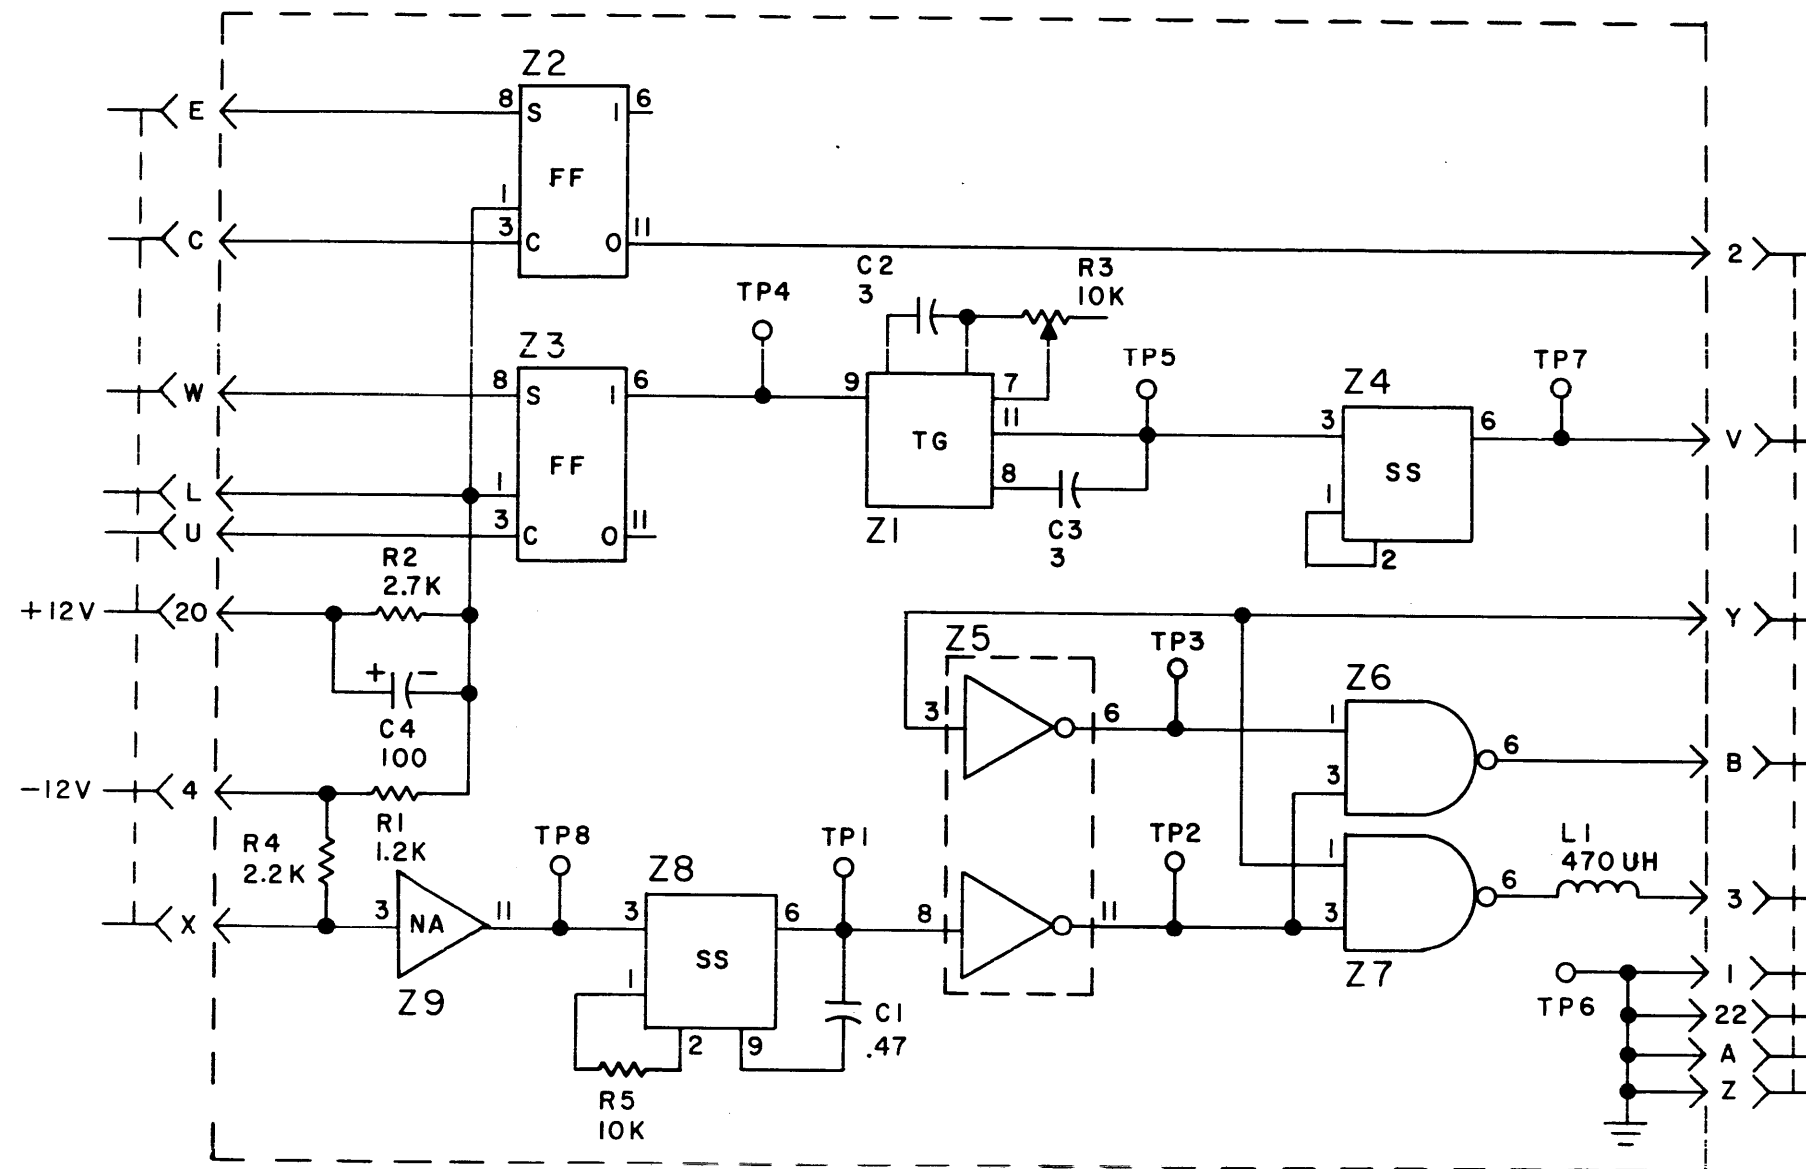 Z2
E
8
S
1
6
FF
1
C
3
C
0
11
2
C2
3
R3
10K
TP4
Z3
TP5
TP7
W
8
S
1
6
9
7
Z4
11
3
6
V
TG
FF
8
SS
L
1
1
U
3
C
0
11
Z1
C3
3
2
R2
2.7K
+12V
20
Y
Z5
TP3
+
−
Z6
3
6
1
C4
100
6
B
3
−12V
4
R1
1.2K
R4
2.2K
TP8
TP1
TP2
L1
470 UH
Z8
1
X
3
NA
11
3
6
8
11
3
6
3
SS
Z9
1
Z7
1
TP6
C1
.47
22
2
9
A
Z
R5
10K